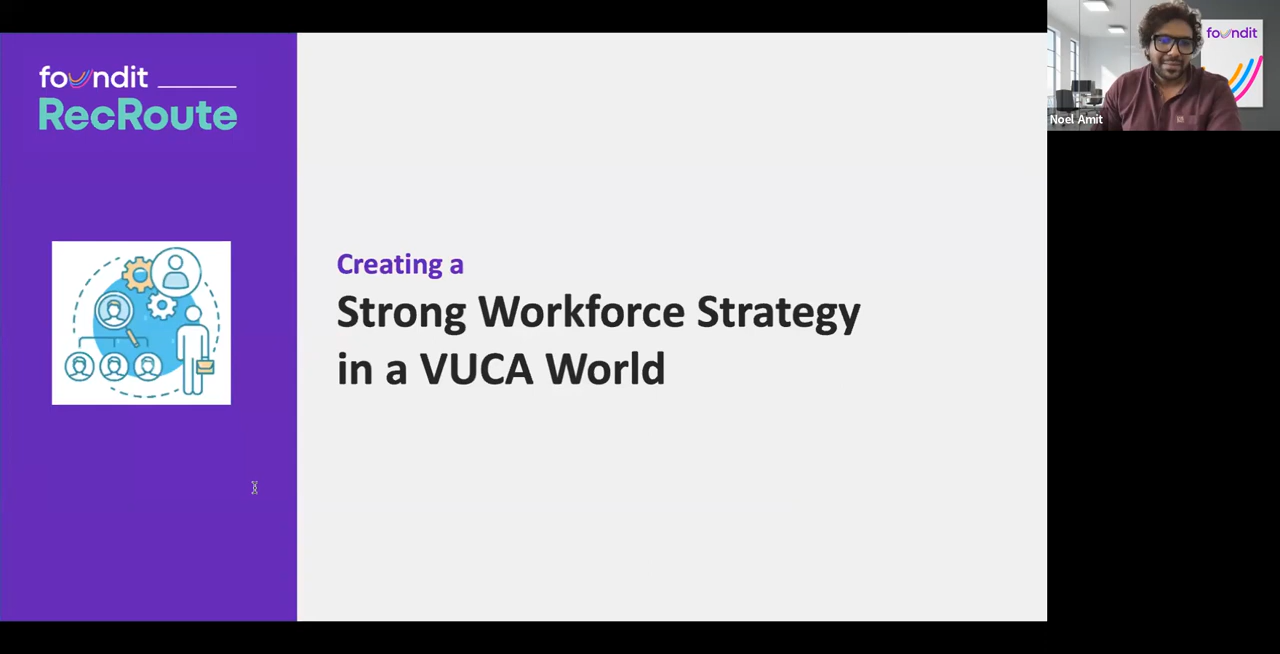 foundit
RecRoute
Creating a
Strong Workforce Strategy
in a VUCA World
foundit
Noel Amit